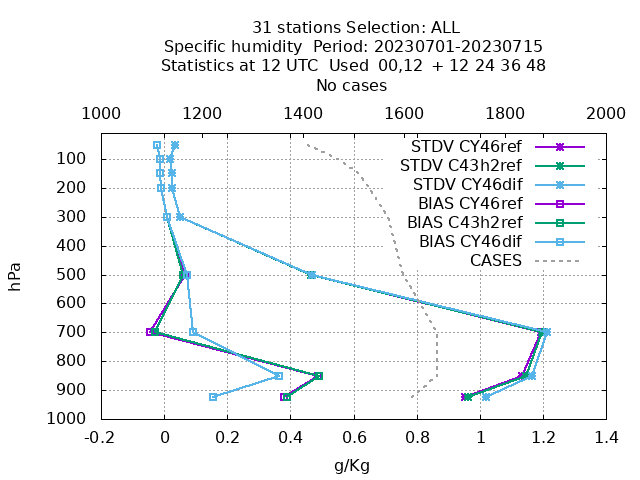 31 stations Selection: ALL
Specific humidity  Period: 20230701-20230715
Statistics at 12 UTC  Used  00,12  + 12 24 36 48
No cases
1000 1200 1400 1600 1800 2000
STDV CY46ref
STDV C43h2ref
STDV CY46dif
BIAS CY46ref
BIAS C43h2ref
BIAS CY46dif
CASES
hPa
100
200
300
400
500
600
700
800
900
1000
-0.2 0 0.2 0.4 0.6 0.8 1 1.2 1.4
g/Kg